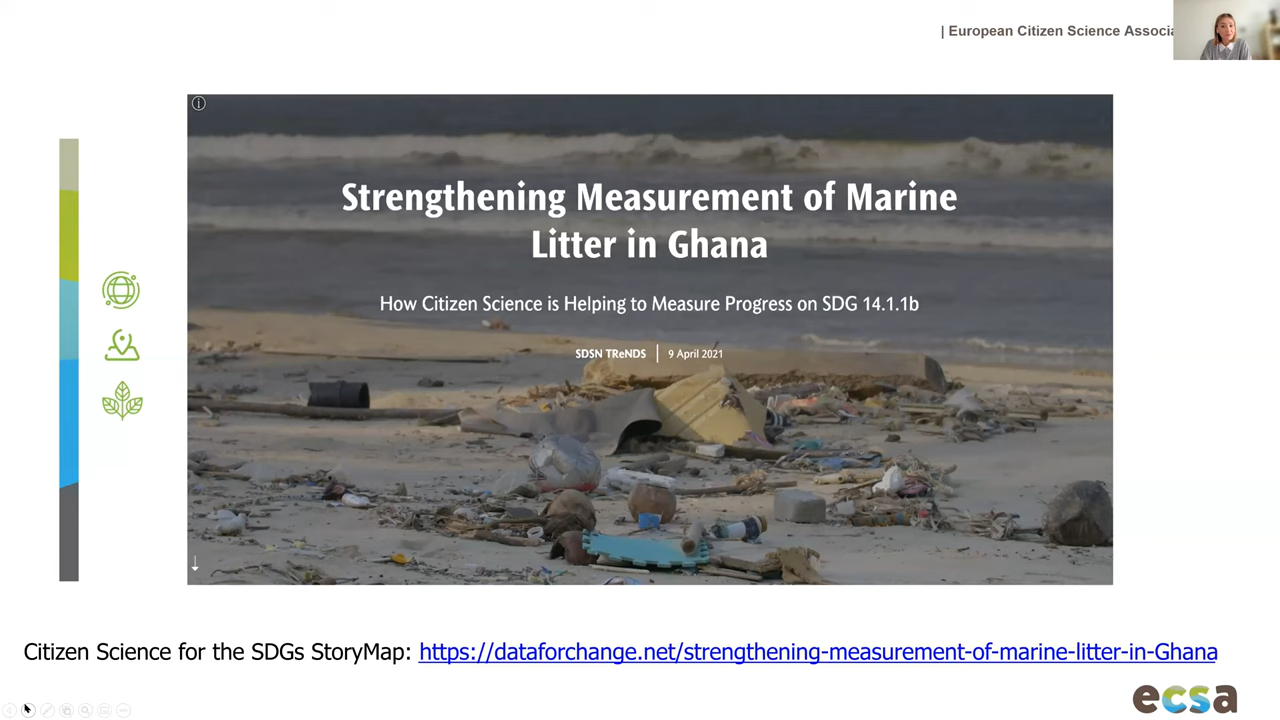 | European Citizen Science Associa
Strengthening Measurement of Marine
Litter in Ghana
How Citizen Science is Helping to Measure Progress on SDG 14.1.1b
SDSN TReNDS | 9 April 2021
Citizen Science for the SDGs StoryMap: https://dataforchange.net/strengthening-measurement-of-marine-litter-in-Ghana
ecsa